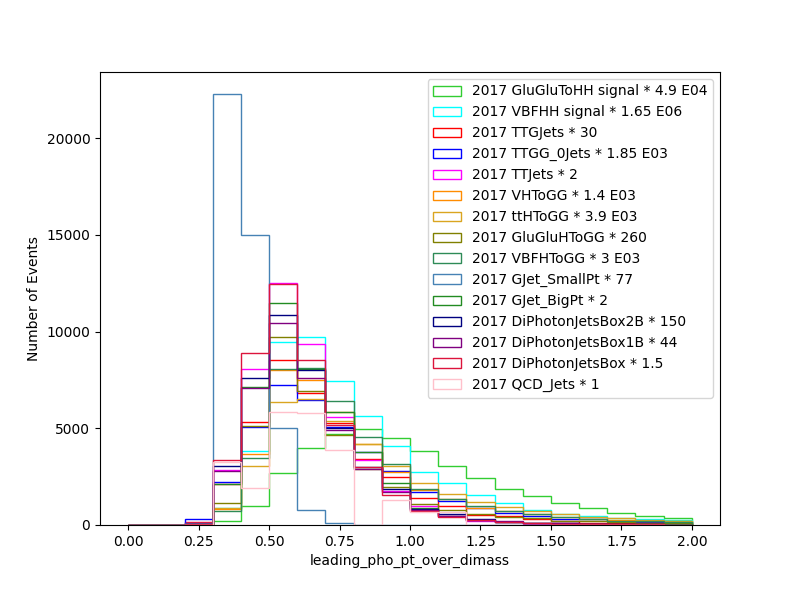 2017 GluGluToHH signal * 4.9 E04
2017 VBFHH signal * 1.65 E06
2017 TTGJets * 30
2017 TTGG_0Jets * 1.85 E03
2017 TTJets * 2
2017 VHToGG * 1.4 E03
2017 ttHToGG * 3.9 E03
2017 GluGluHToGG * 260
2017 VBFHToGG * 3 E03
2017 GJet_SmallPt * 77
2017 GJet_BigPt * 2
2017 DiPhotonJetsBox2B * 150
2017 DiPhotonJetsBox1B * 44
2017 DiPhotonJetsBox * 1.5
2017 QCD_Jets * 1
20000
15000
10000
5000
0
Number of Events
0.00 0.25 0.50 0.75 1.00 1.25 1.50 1.75 2.00
leading_pho_pt_over_dimass